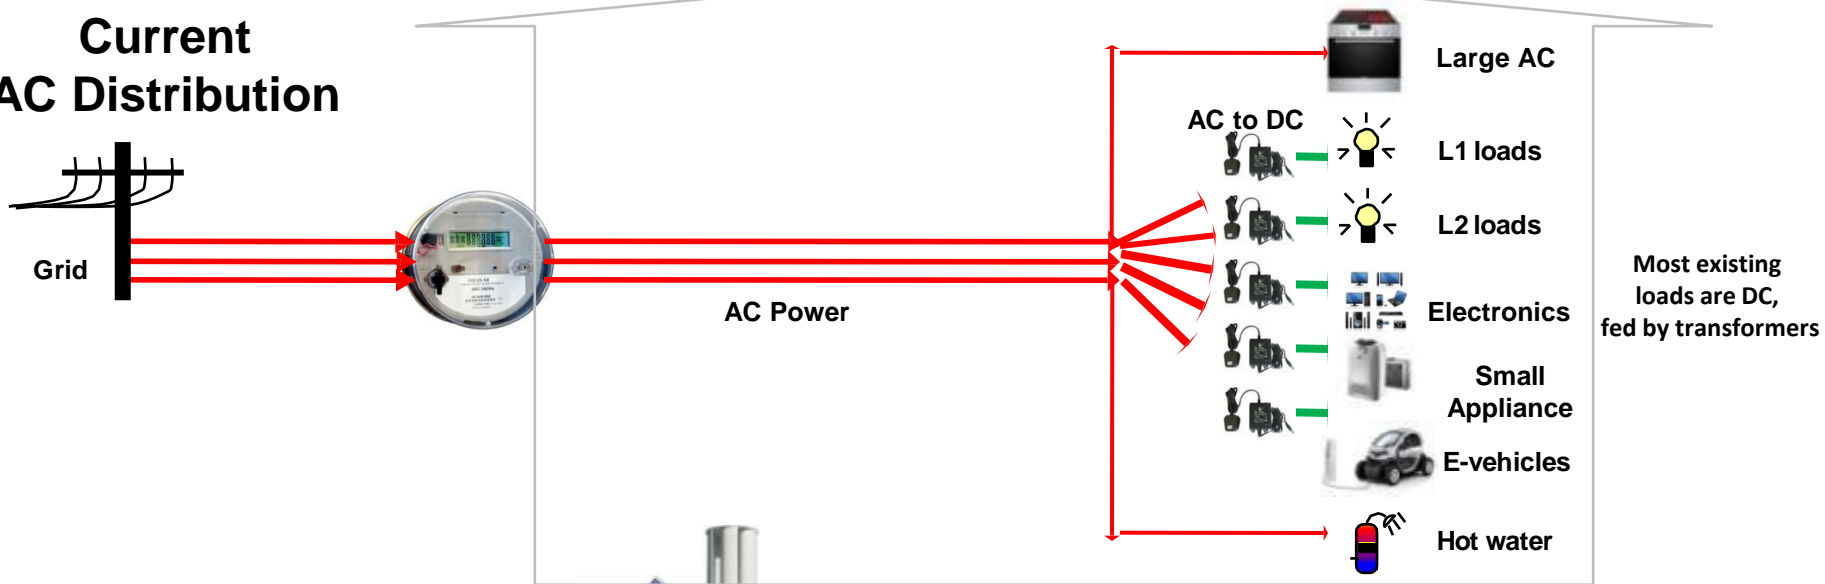 Current
AC Distribution
Grid
AC Power
AC to DC
Large AC
L1 loads
L2 loads
Electronics
Small
Appliance
E-vehicles
Hot water
Most existing
loads are DC,
fed by transformers